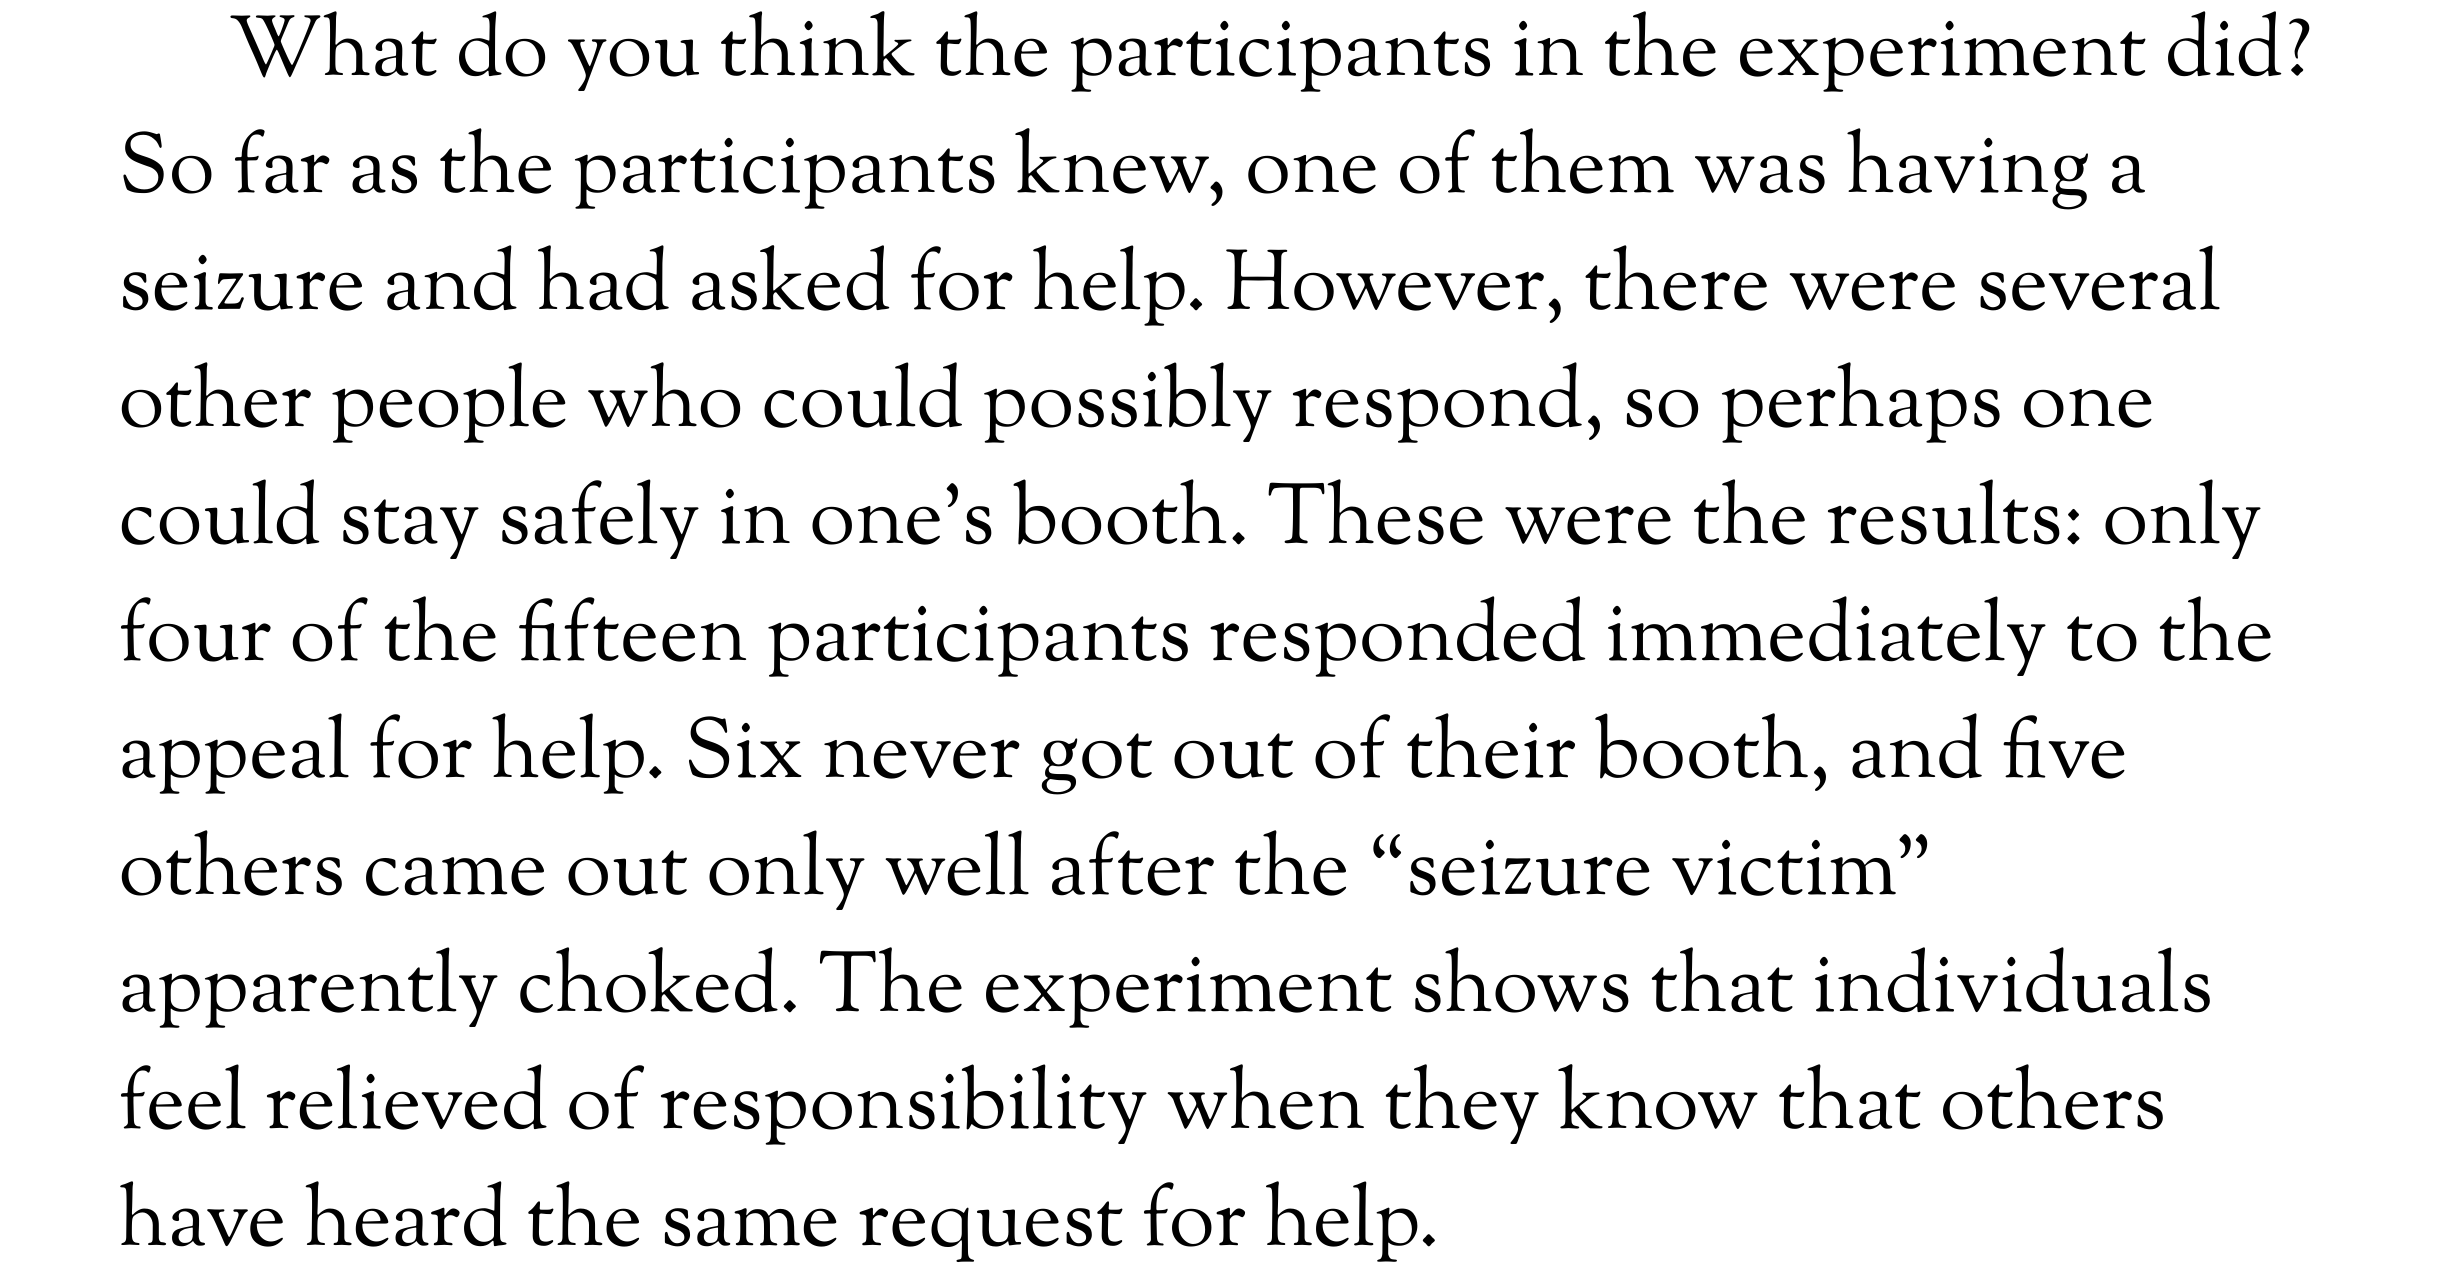 What do you think the participants in the experiment did?
So far as the participants knew, one of them was having a
seizure and had asked for help. However, there were several
other people who could possibly respond, so perhaps one
could stay safely in one’s booth. These were the results: only
four of the fifteen participants responded immediately to the
appeal for help. Six never got out of their booth, and five
others came out only well after the “seizure victim”
apparently choked. The experiment shows that individuals
feel relieved of responsibility when they know that others
have heard the same request for help.